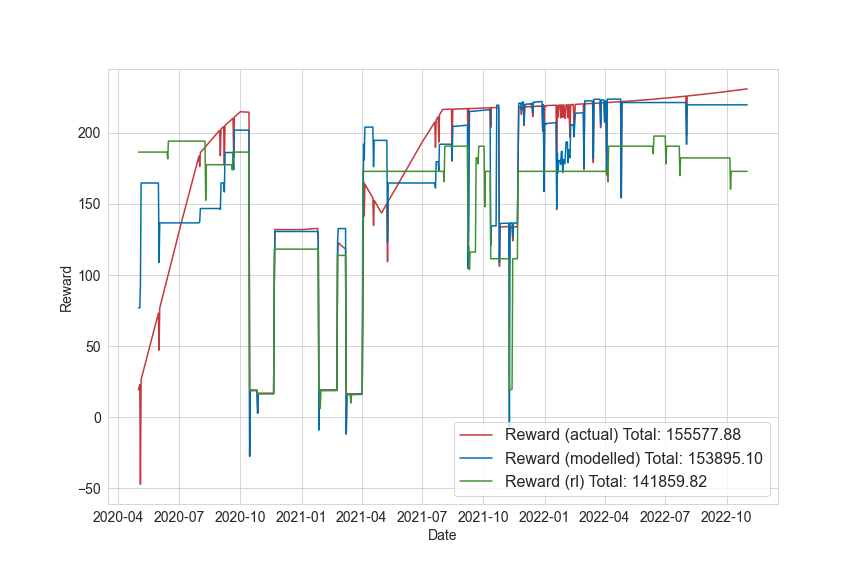 200
150
100
50
0
−50
Reward
Reward (actual) Total: 155577.88
Reward (modelled) Total: 153895.10
Reward (rl) Total: 141859.82
2020-04 2020-07 2020-10 2021-01 2021-04 2021-07 2021-10 2022-01 2022-04 2022-07 2022-10
Date